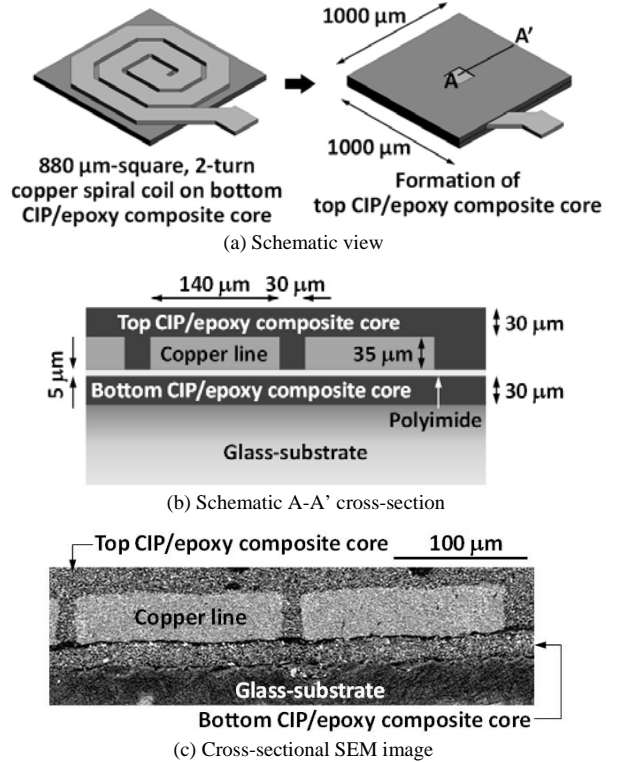 1000 µm
A'
A
1000 µm
880 µm-square, 2-turn
copper spiral coil on bottom
CIP/epoxy composite core
Formation of
top CIP/epoxy composite core
(a) Schematic view
140 µm 30 µm
Top CIP/epoxy composite core
30 µm
Copper line
35 µm
5 µm
Bottom CIP/epoxy composite core
30 µm
Polyimide
Glass-substrate
(b) Schematic A-A’ cross-section
Top CIP/epoxy composite core
100 µm
Copper line
Glass-substrate
Bottom CIP/epoxy composite core
(c) Cross-sectional SEM image